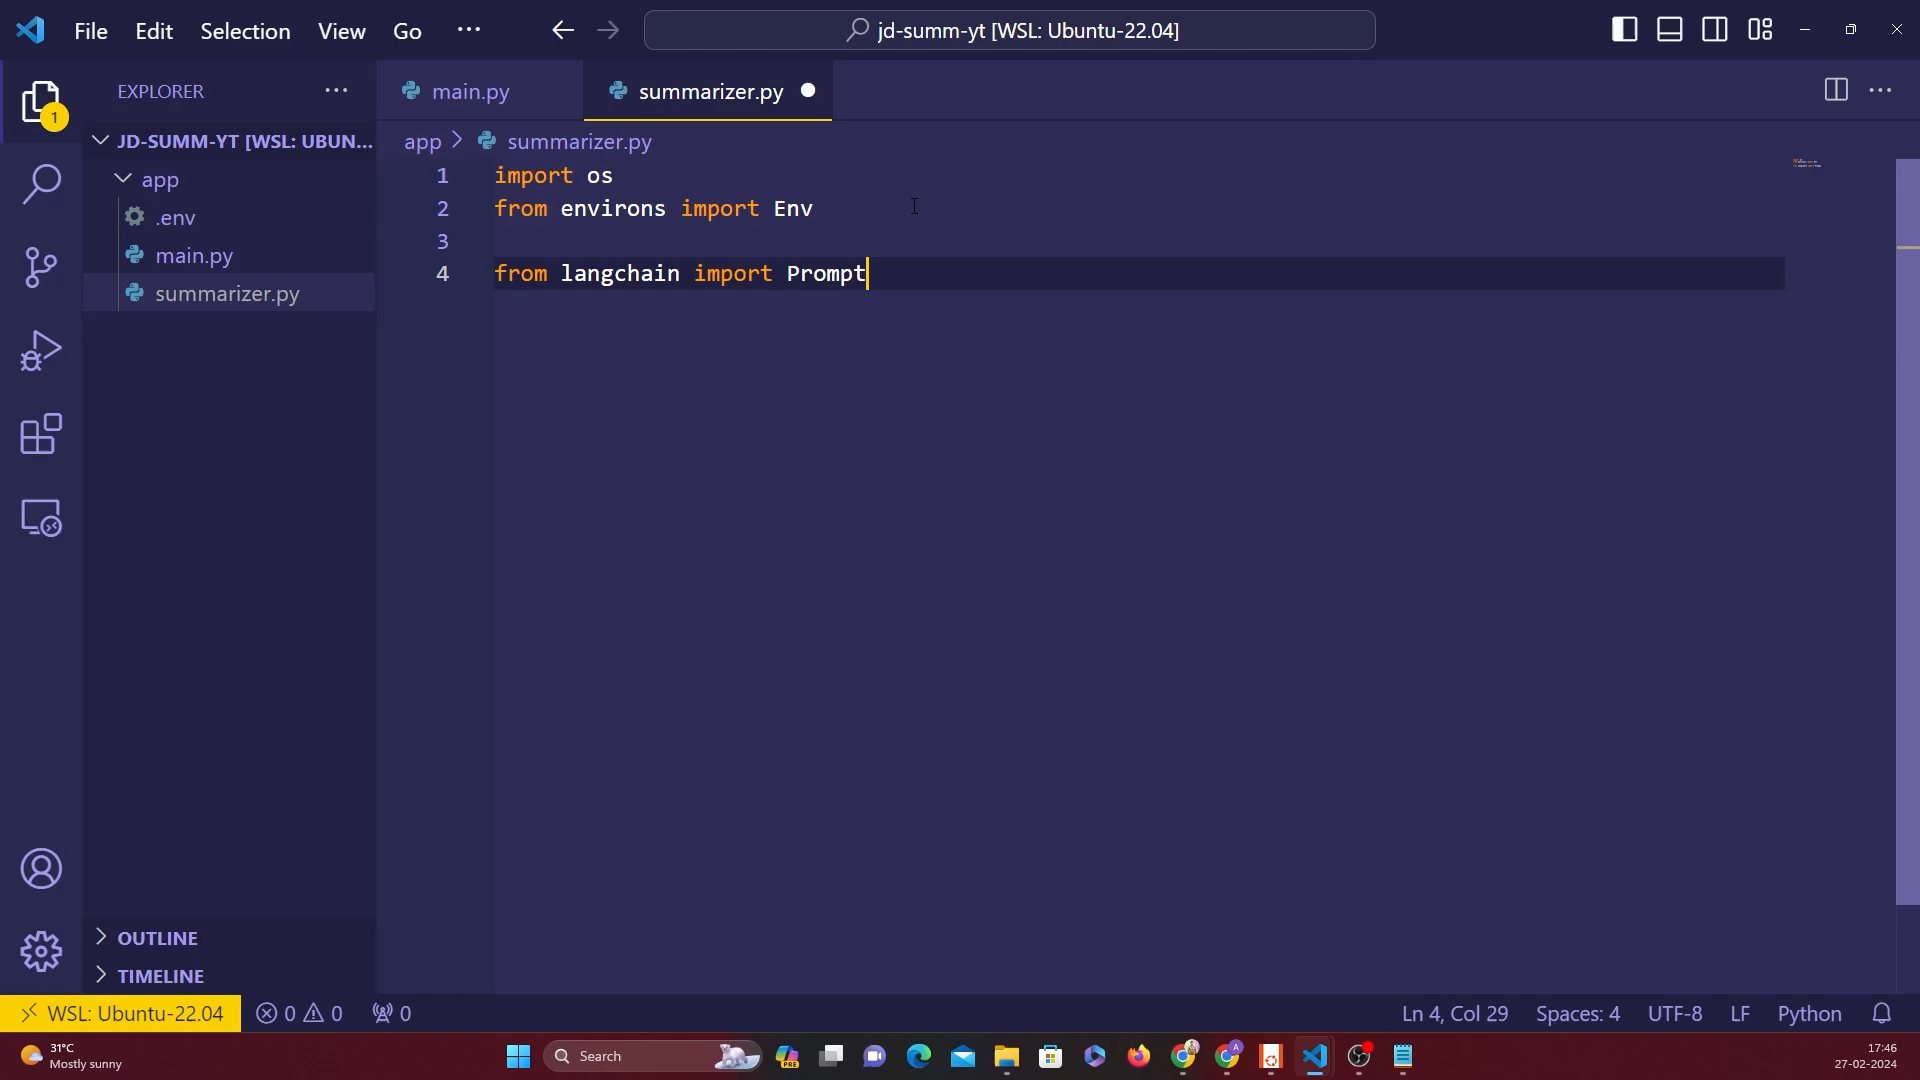 File Edit Selection View Go ··· jd-summ-yt [WSL: Ubuntu-22.04]
EXPLORER ···
main.py
summarizer.py
1
JD-SUMM-YT [WSL: UBUN...
app
.env
main.py
summarizer.py
app > summarizer.py
1 import os
2 from environs import Env
3
4 from langchain import Prompt
OUTLINE
TIMELINE
WSL: Ubuntu-22.04 0 0 0 Ln 4, Col 29 Spaces: 4 UTF-8 LF Python
31°C
Mostly sunny
Search
PRE
A
17:46
27-02-2024